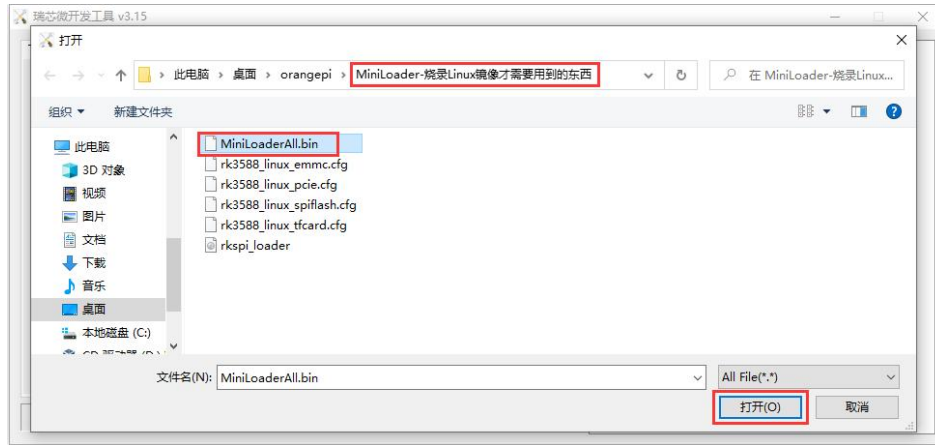 瑞芯微开发工具 v3.15
打开
此电脑 › 桌面 › orangepi › MiniLoader-烧录Linux镜像才需要用到的东西
在 MiniLoader-烧录Linux...
组织 新建文件夹
此电脑
3D 对象
视频
图片
文档
下载
音乐
桌面
本地磁盘 (C:)
MiniLoaderAll.bin
rk3588_linux_emmc.cfg
rk3588_linux_pcie.cfg
rk3588_linux_spiflash.cfg
rk3588_linux_tfcard.cfg
rkspi_loader
文件名(N): MiniLoaderAll.bin
All File(*.*)
打开(O) 取消